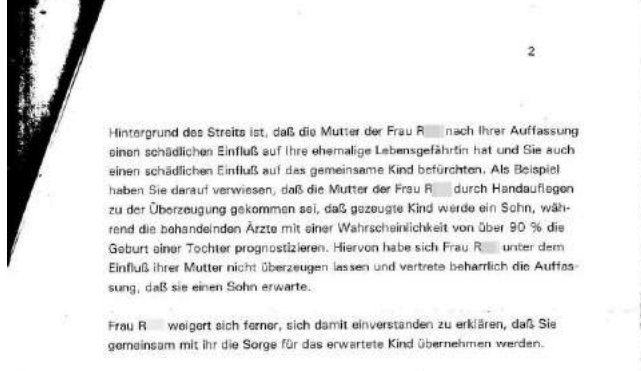 2
Hintergrund des Streits ist, daß die Mutter der Frau R nach Ihrer Auffassung
einen schädlichen Einfluß auf Ihre ehemalige Lebensgefährtin hat und Sie auch
einen schädlichen Einfluß auf das gemeinsame Kind befürchten. Als Beispiel
haben Sie darauf verwiesen, daß die Mutter der Frau R durch Handauflegen
zu der Überzeugung gekommen sei, daß gezeugte Kind werde ein Sohn, wäh-
rend die behandelnden Ärzte mit einer Wahrscheinlichkeit von über 90 % die
Geburt einer Tochter prognostizieren. Hiervon habe sich Frau R unter dem
Einfluß ihrer Mutter nicht überzeugen lassen und vertrete beharrlich die Auffas-
sung, daß sie einen Sohn erwarte.
Frau R weigert sich ferner, sich damit einverstanden zu erklären, daß Sie
gemeinsam mit ihr die Sorge für das erwartete Kind übernehmen werden.